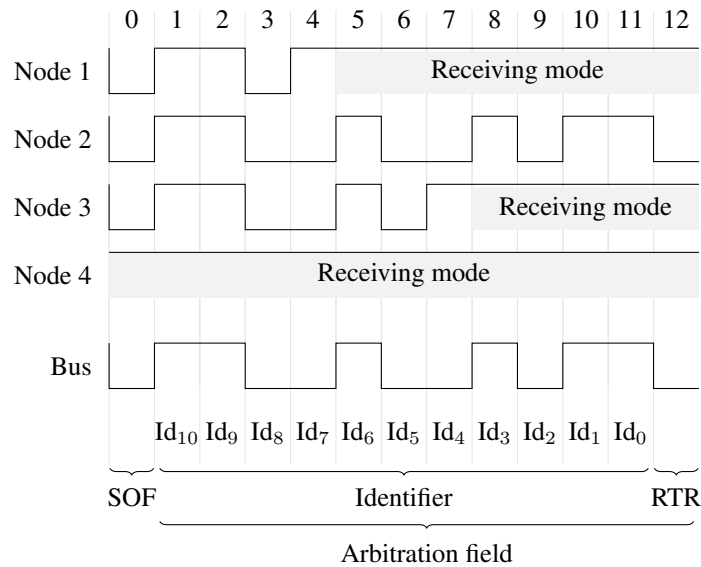 0 1 2 3 4 5 6 7 8 9 10 11 12
Node 1 Receiving mode
Node 2
Node 3 Receiving mode
Node 4 Receiving mode
Bus
Id₁₀ Id₉ Id₈ Id₇ Id₆ Id₅ Id₄ Id₃ Id₂ Id₁ Id₀
SOF Identifier RTR
Arbitration field